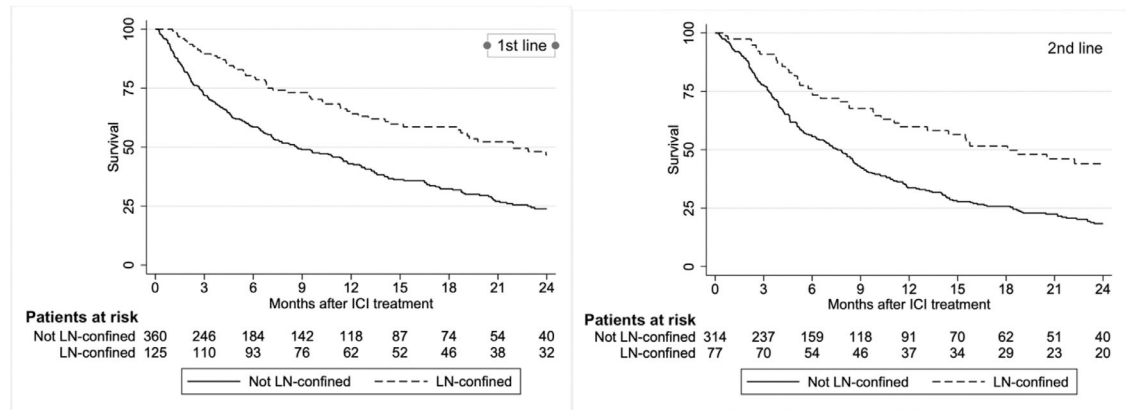 1st line
100
75
50
25
0
Survival
0 3 6 9 12 15 18 21 24
Months after ICI treatment
Patients at risk
Not LN-confined 360 246 184 142 118 87 74 54 40
LN-confined 125 110 93 76 62 52 46 38 32
Not LN-confined LN-confined
2nd line
100
75
50
25
0
Survival
0 3 6 9 12 15 18 21 24
Months after ICI treatment
Patients at risk
Not LN-confined 314 237 159 118 91 70 62 51 40
LN-confined 77 70 54 46 37 34 29 23 20
Not LN-confined LN-confined